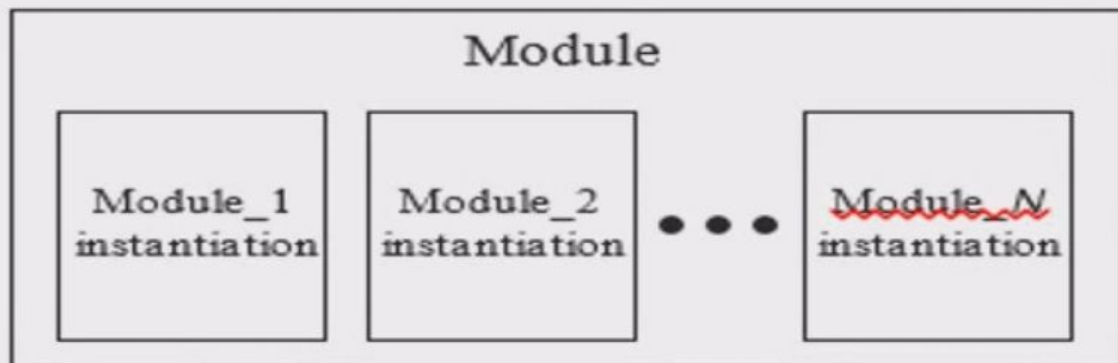 Module
Module_1
instantiation
Module_2
instantiation
Module_N
instantiation